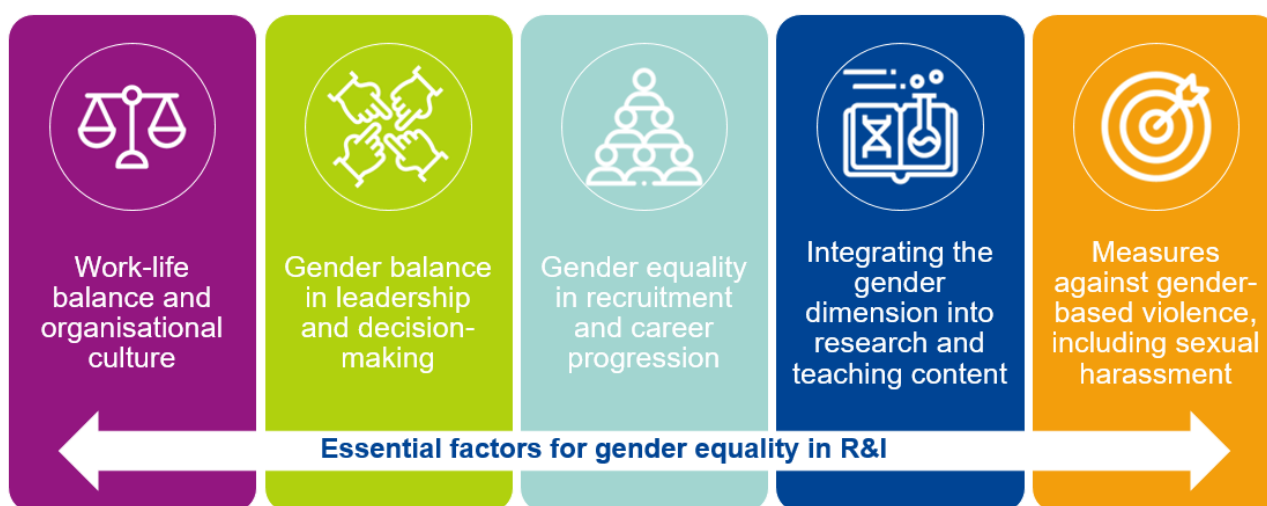 Work-life
balance and
organisational
culture
Gender balance
in leadership
and decision-
making
Gender equality
in recruitment
and career
progression
Integrating the
gender
dimension into
research and
teaching content
Measures
against gender-
based violence,
including sexual
harassment
Essential factors for gender equality in R&I